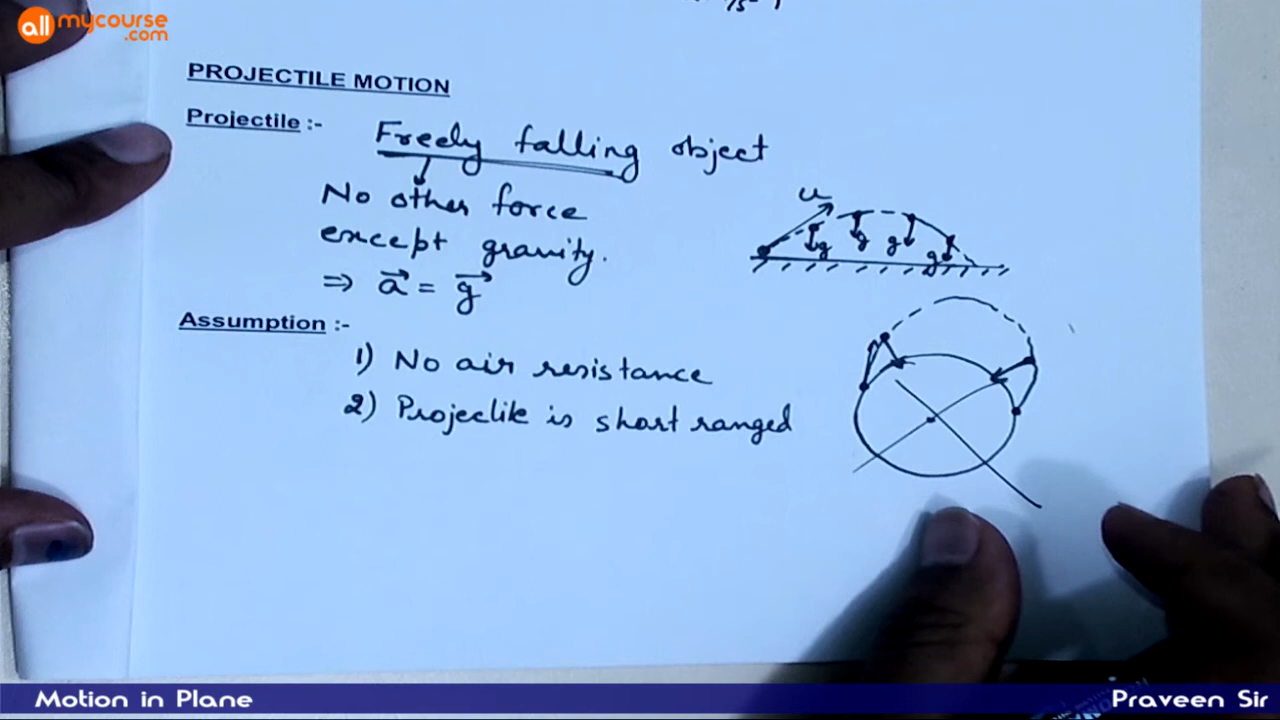 all mycourse
.com
PROJECTILE MOTION
Projectile :- Freely falling object
No other force
except gravity.
⇒ a⃗ = g⃗
u
g g g g
Assumption :-
1) No air resistance
2) Projectile is short ranged
Motion in Plane
Praveen Sir